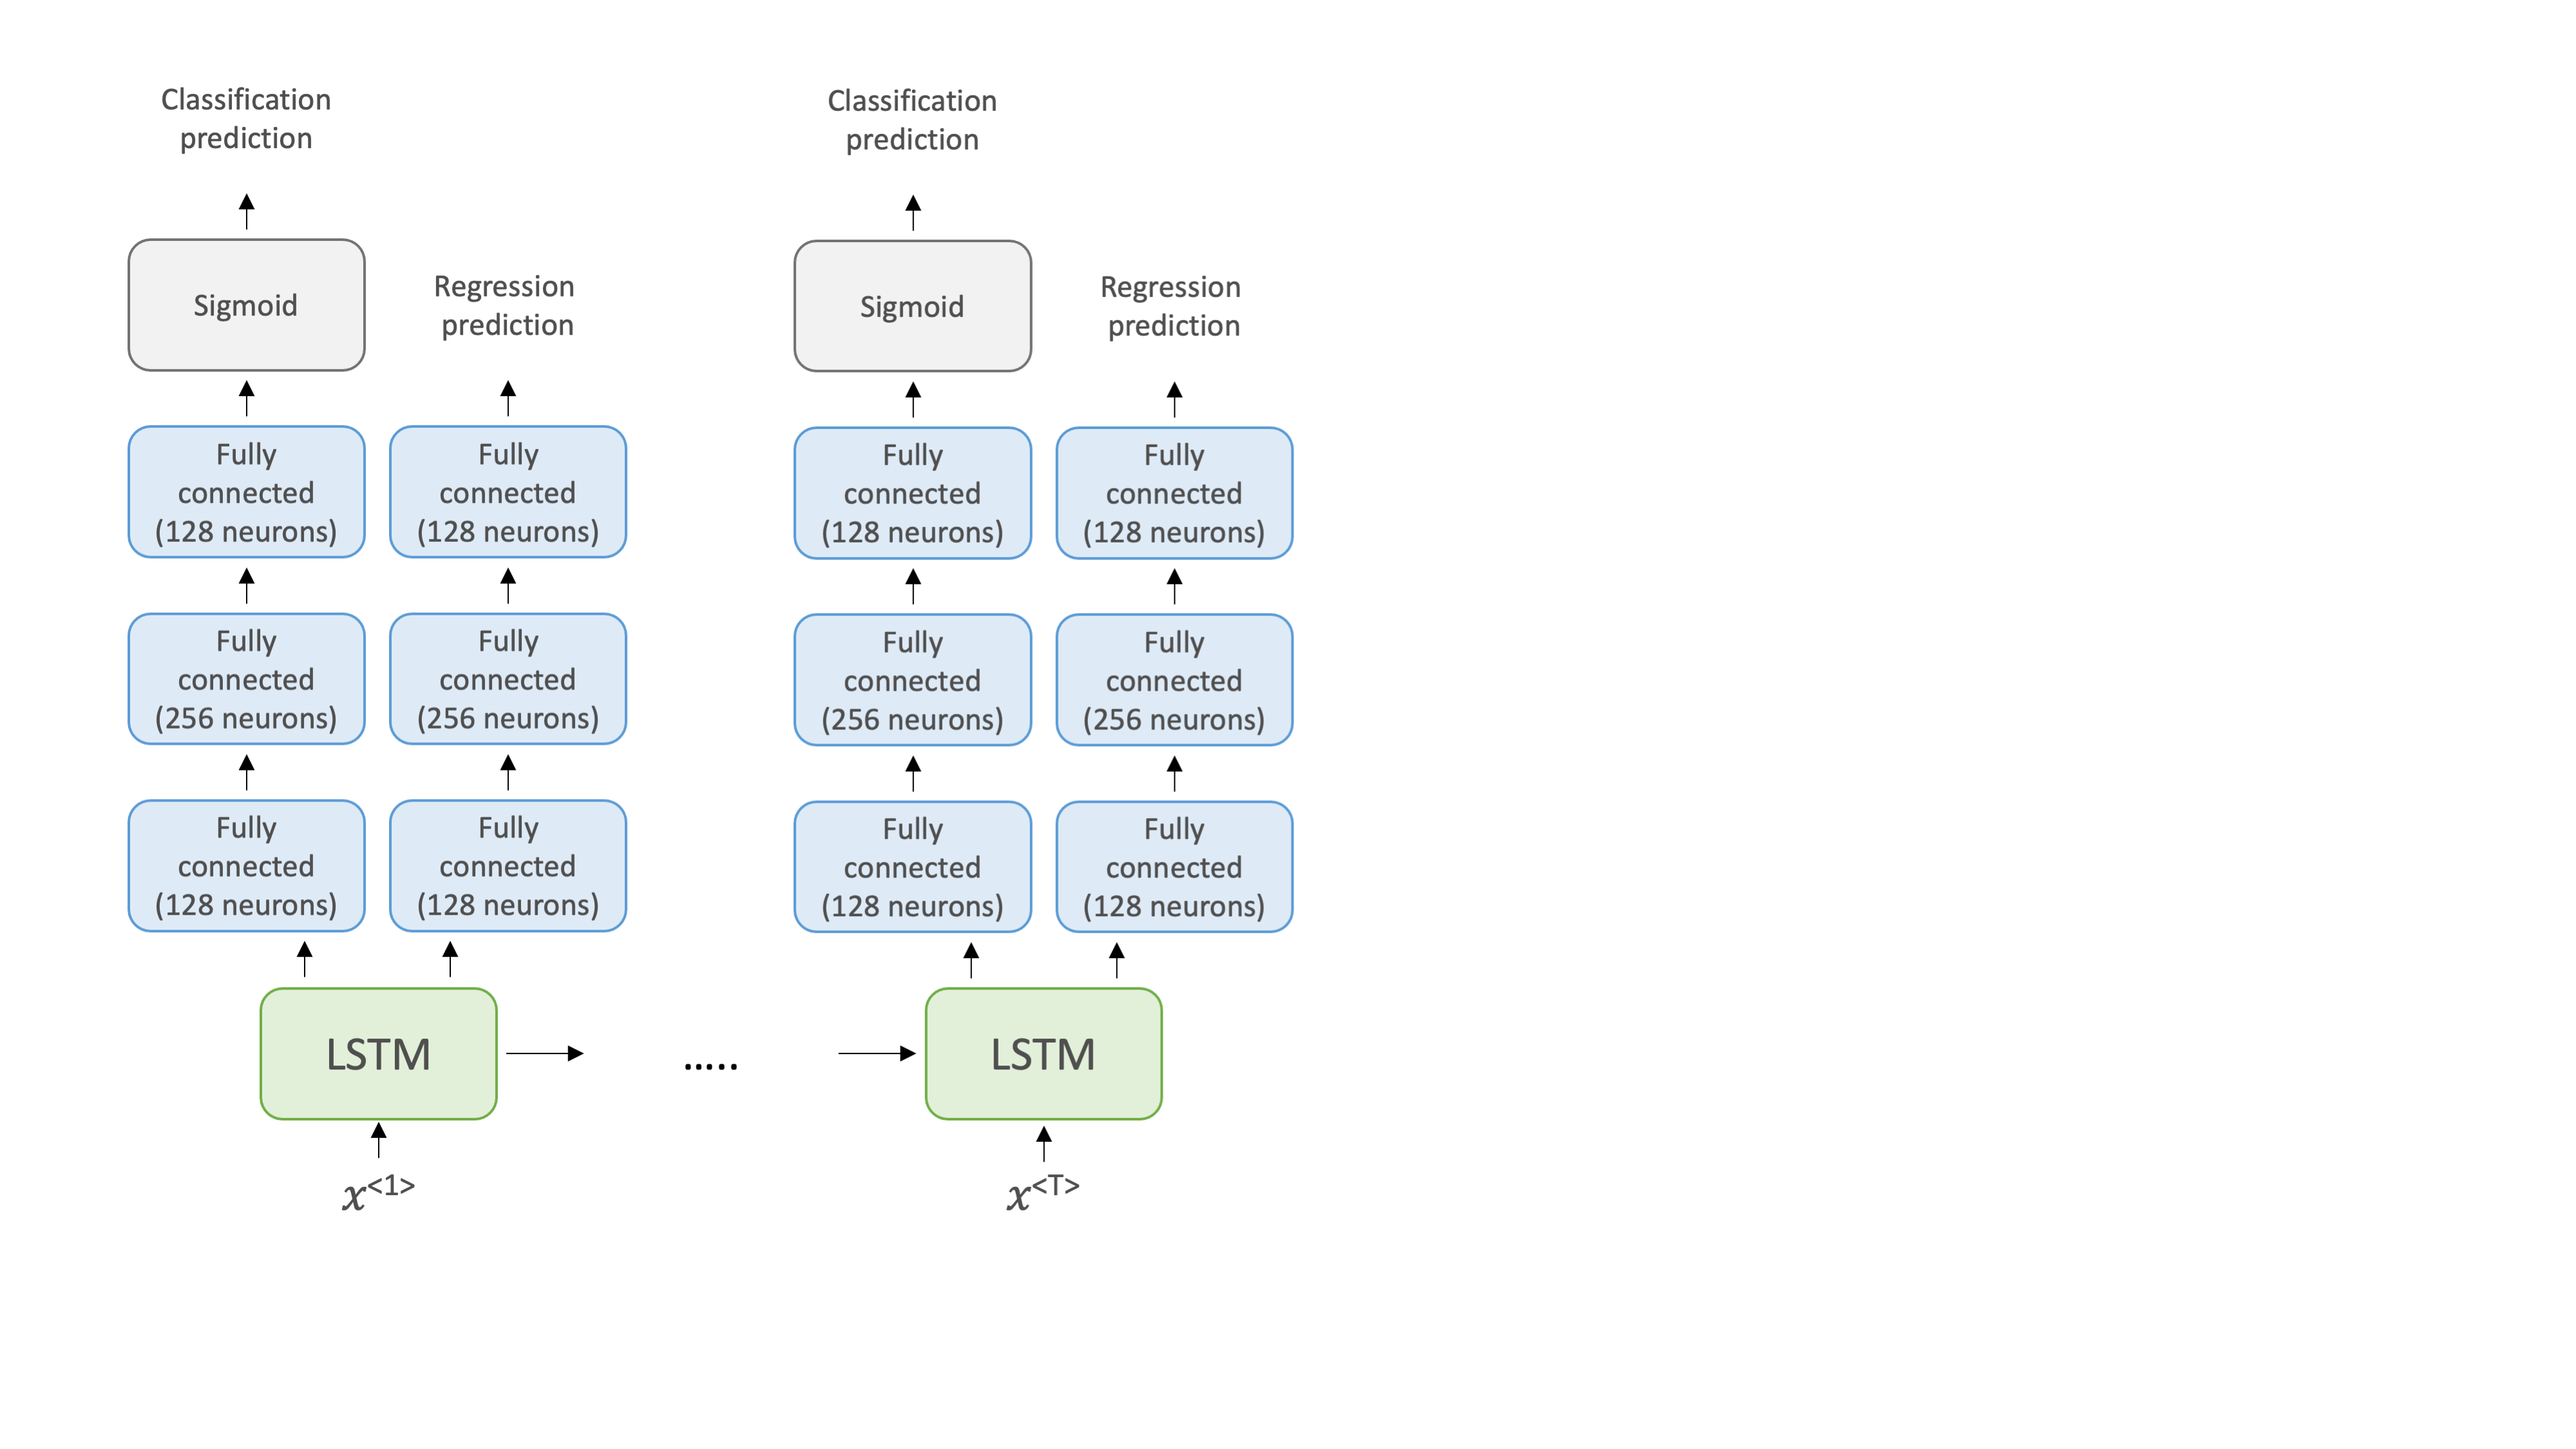 Classification
prediction
Sigmoid
Regression
prediction
Fully
connected
(128 neurons)
Fully
connected
(128 neurons)
Fully
connected
(256 neurons)
Fully
connected
(256 neurons)
Fully
connected
(128 neurons)
Fully
connected
(128 neurons)
LSTM
x<1>
.....
Classification
prediction
Sigmoid
Regression
prediction
Fully
connected
(128 neurons)
Fully
connected
(128 neurons)
Fully
connected
(256 neurons)
Fully
connected
(256 neurons)
Fully
connected
(128 neurons)
Fully
connected
(128 neurons)
LSTM
x<T>